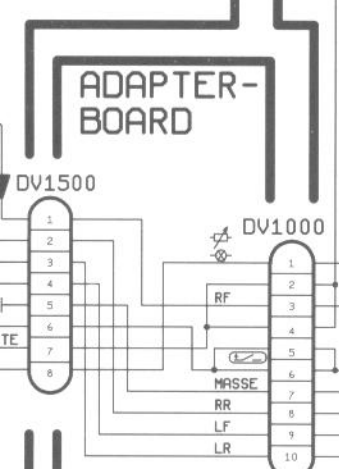 ADAPTER-
BOARD
DV1500
DV1000
1
2
3
4
5
6
7
8
TE
RF
MASSE
RR
LF
LR
1
2
3
4
5
6
7
8
9
10